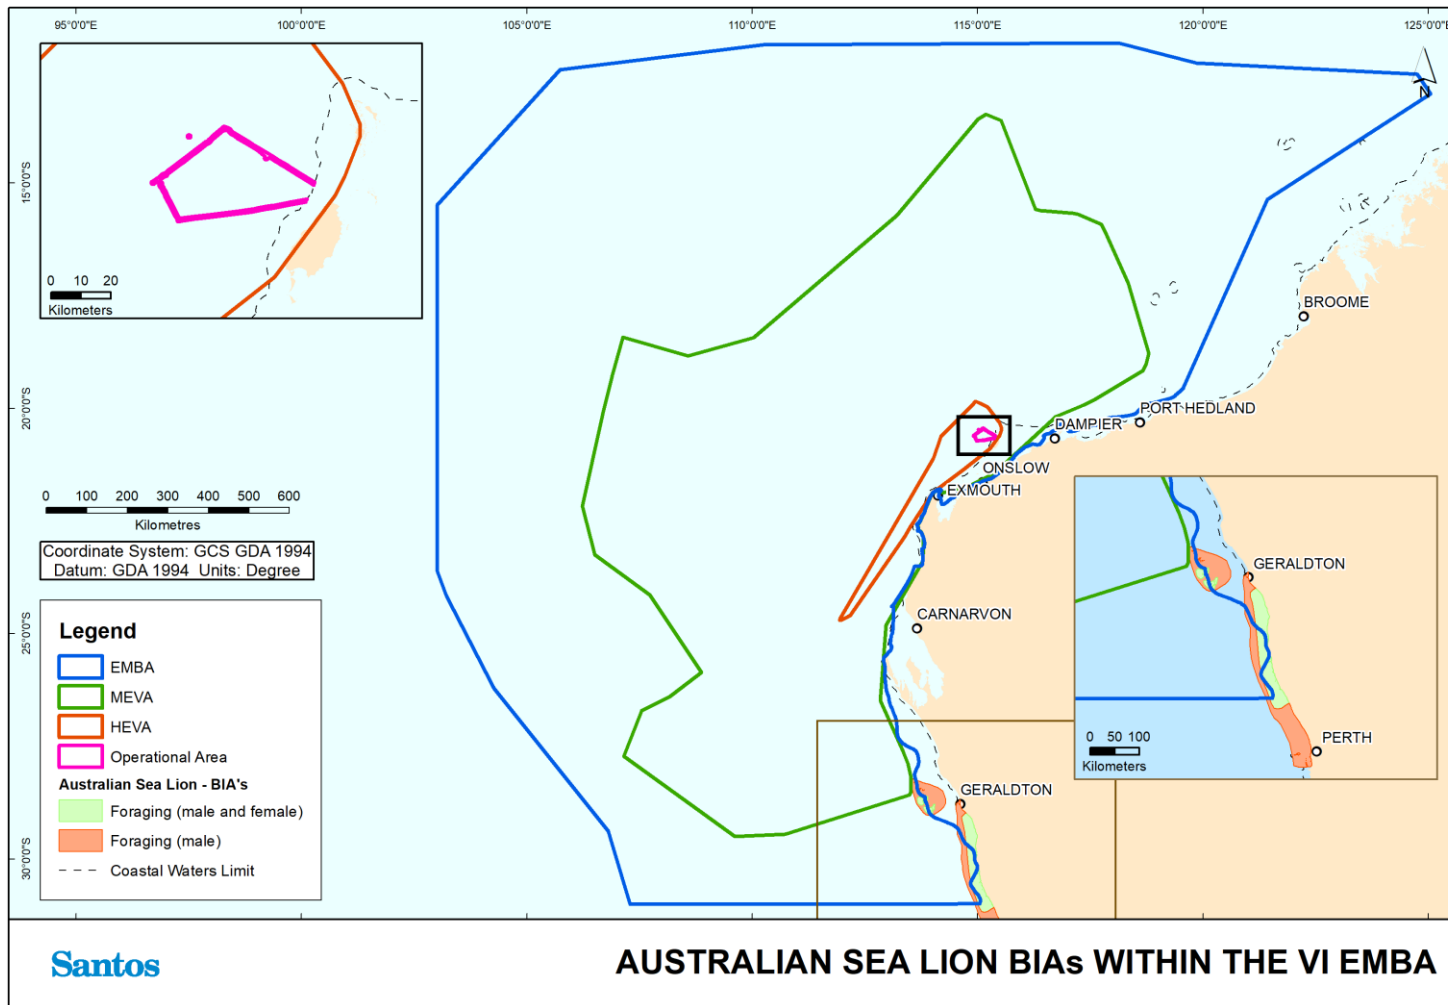 95°0'0"E
100°0'0"E
105°0'0"E
110°0'0"E
115°0'0"E
120°0'0"E
125°0'0"E
N
15°0'0"S
20°0'0"S
25°0'0"S
30°0'0"S
0 10 20
Kilometers
BROOME
PORT HEDLAND
DAMPIER
ONSLOW
EXMOUTH
CARNARVON
GERALDTON
0 100 200 300 400 500 600
Kilometres
Coordinate System: GCS GDA 1994
Datum: GDA 1994 Units: Degree
GERALDTON
PERTH
0 50 100
Kilometers
Legend
EMBA
MEVA
HEVA
Operational Area
Australian Sea Lion - BIA's
Foraging (male and female)
Foraging (male)
Coastal Waters Limit
Santos
AUSTRALIAN SEA LION BIAs WITHIN THE VI EMBA